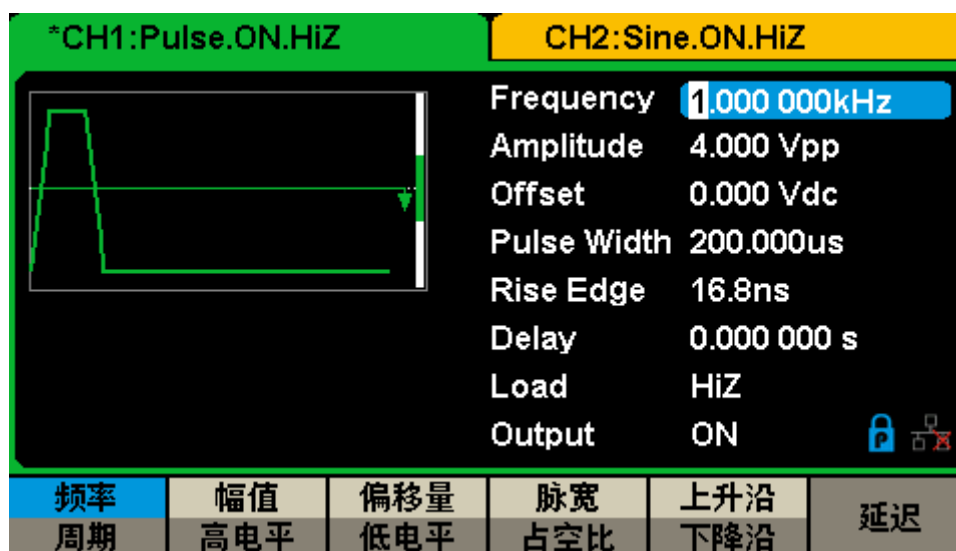 *CH1:Pulse.ON.HiZ CH2:Sine.ON.HiZ
Frequency 1.000 000kHz
Amplitude 4.000 Vpp
Offset 0.000 Vdc
Pulse Width 200.000us
Rise Edge 16.8ns
Delay 0.000 000 s
Load HiZ
Output ON
P
频率 幅值 偏移量 脉宽 上升沿 延迟
周期 高电平 低电平 占空比 下降沿